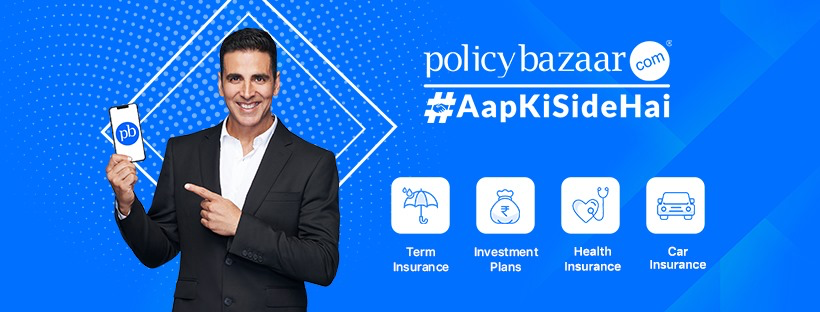 policybazaar.com®
#AapKiSideHai
pb
₹
Term
Insurance
Investment
Plans
Health
Insurance
Car
Insurance